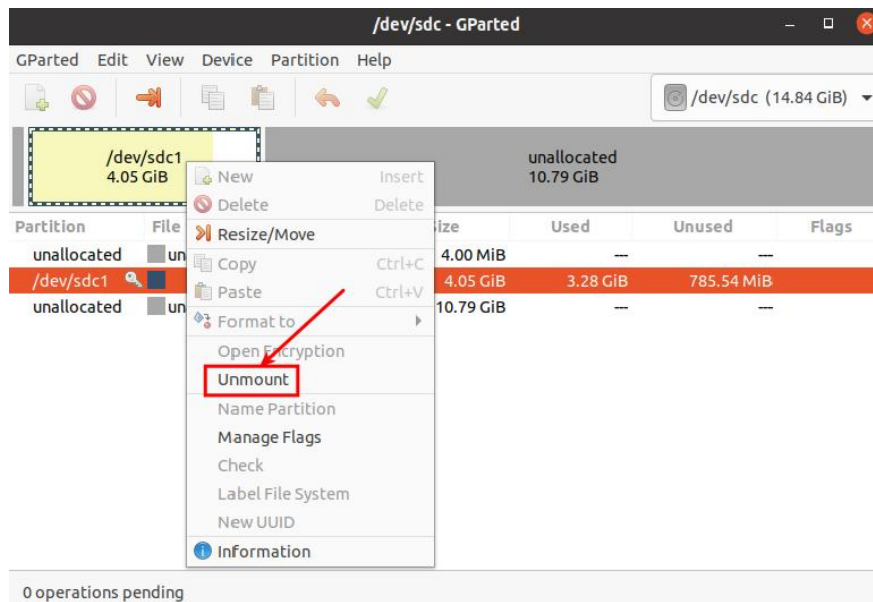 /dev/sdc - GParted
GParted Edit View Device Partition Help
/dev/sdc (14.84 GiB)
/dev/sdc1
4.05 GiB
unallocated
10.79 GiB
Partition File Size Used Unused Flags
unallocated un 4.00 MiB --- ---
/dev/sdc1 4.05 GiB 3.28 GiB 785.54 MiB
unallocated un 10.79 GiB --- ---
New Insert
Delete Delete
Resize/Move
Copy Ctrl+C
Paste Ctrl+V
Format to
Open Encryption
Unmount
Name Partition
Manage Flags
Check
Label File System
New UUID
Information
0 operations pending